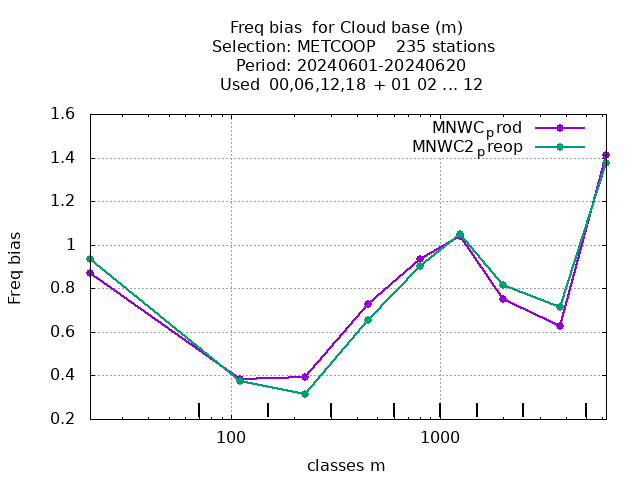 Freq bias  for Cloud base (m)
Selection: METCOOP    235 stations
Period: 20240601-20240620
Used  00,06,12,18  + 01 02 ... 12
1.6
1.4
1.2
1
0.8
0.6
0.4
0.2
Freq bias
MNWCprod
MNWC2preop
100
1000
classes m